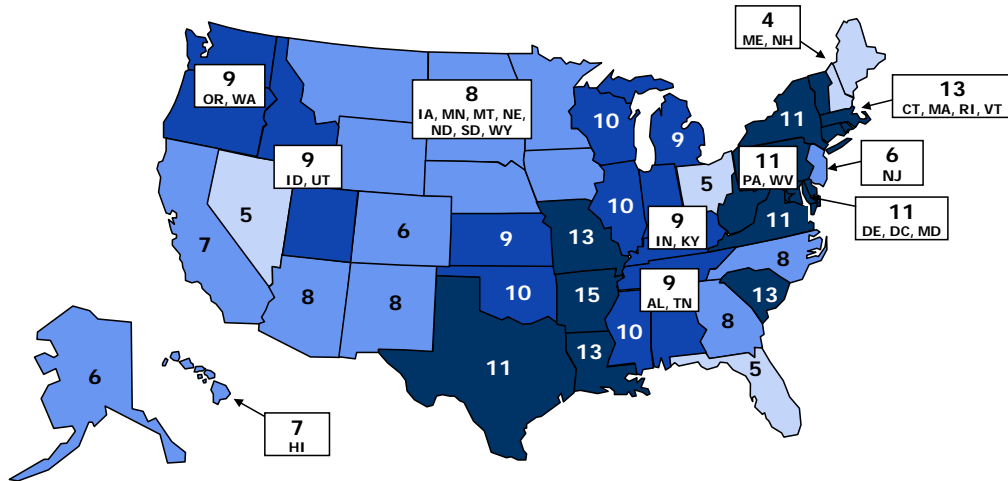 4
ME, NH
9
OR, WA
8
IA, MN, MT, NE,
ND, SD, WY
13
CT, MA, RI, VT
11
10
9
11
PA, WV
6
NJ
9
ID, UT
5
5
11
DE, DC, MD
7
6
9
13
10
9
IN, KY
11
8
8
8
10
15
9
AL, TN
13
10
8
11
13
5
6
7
HI